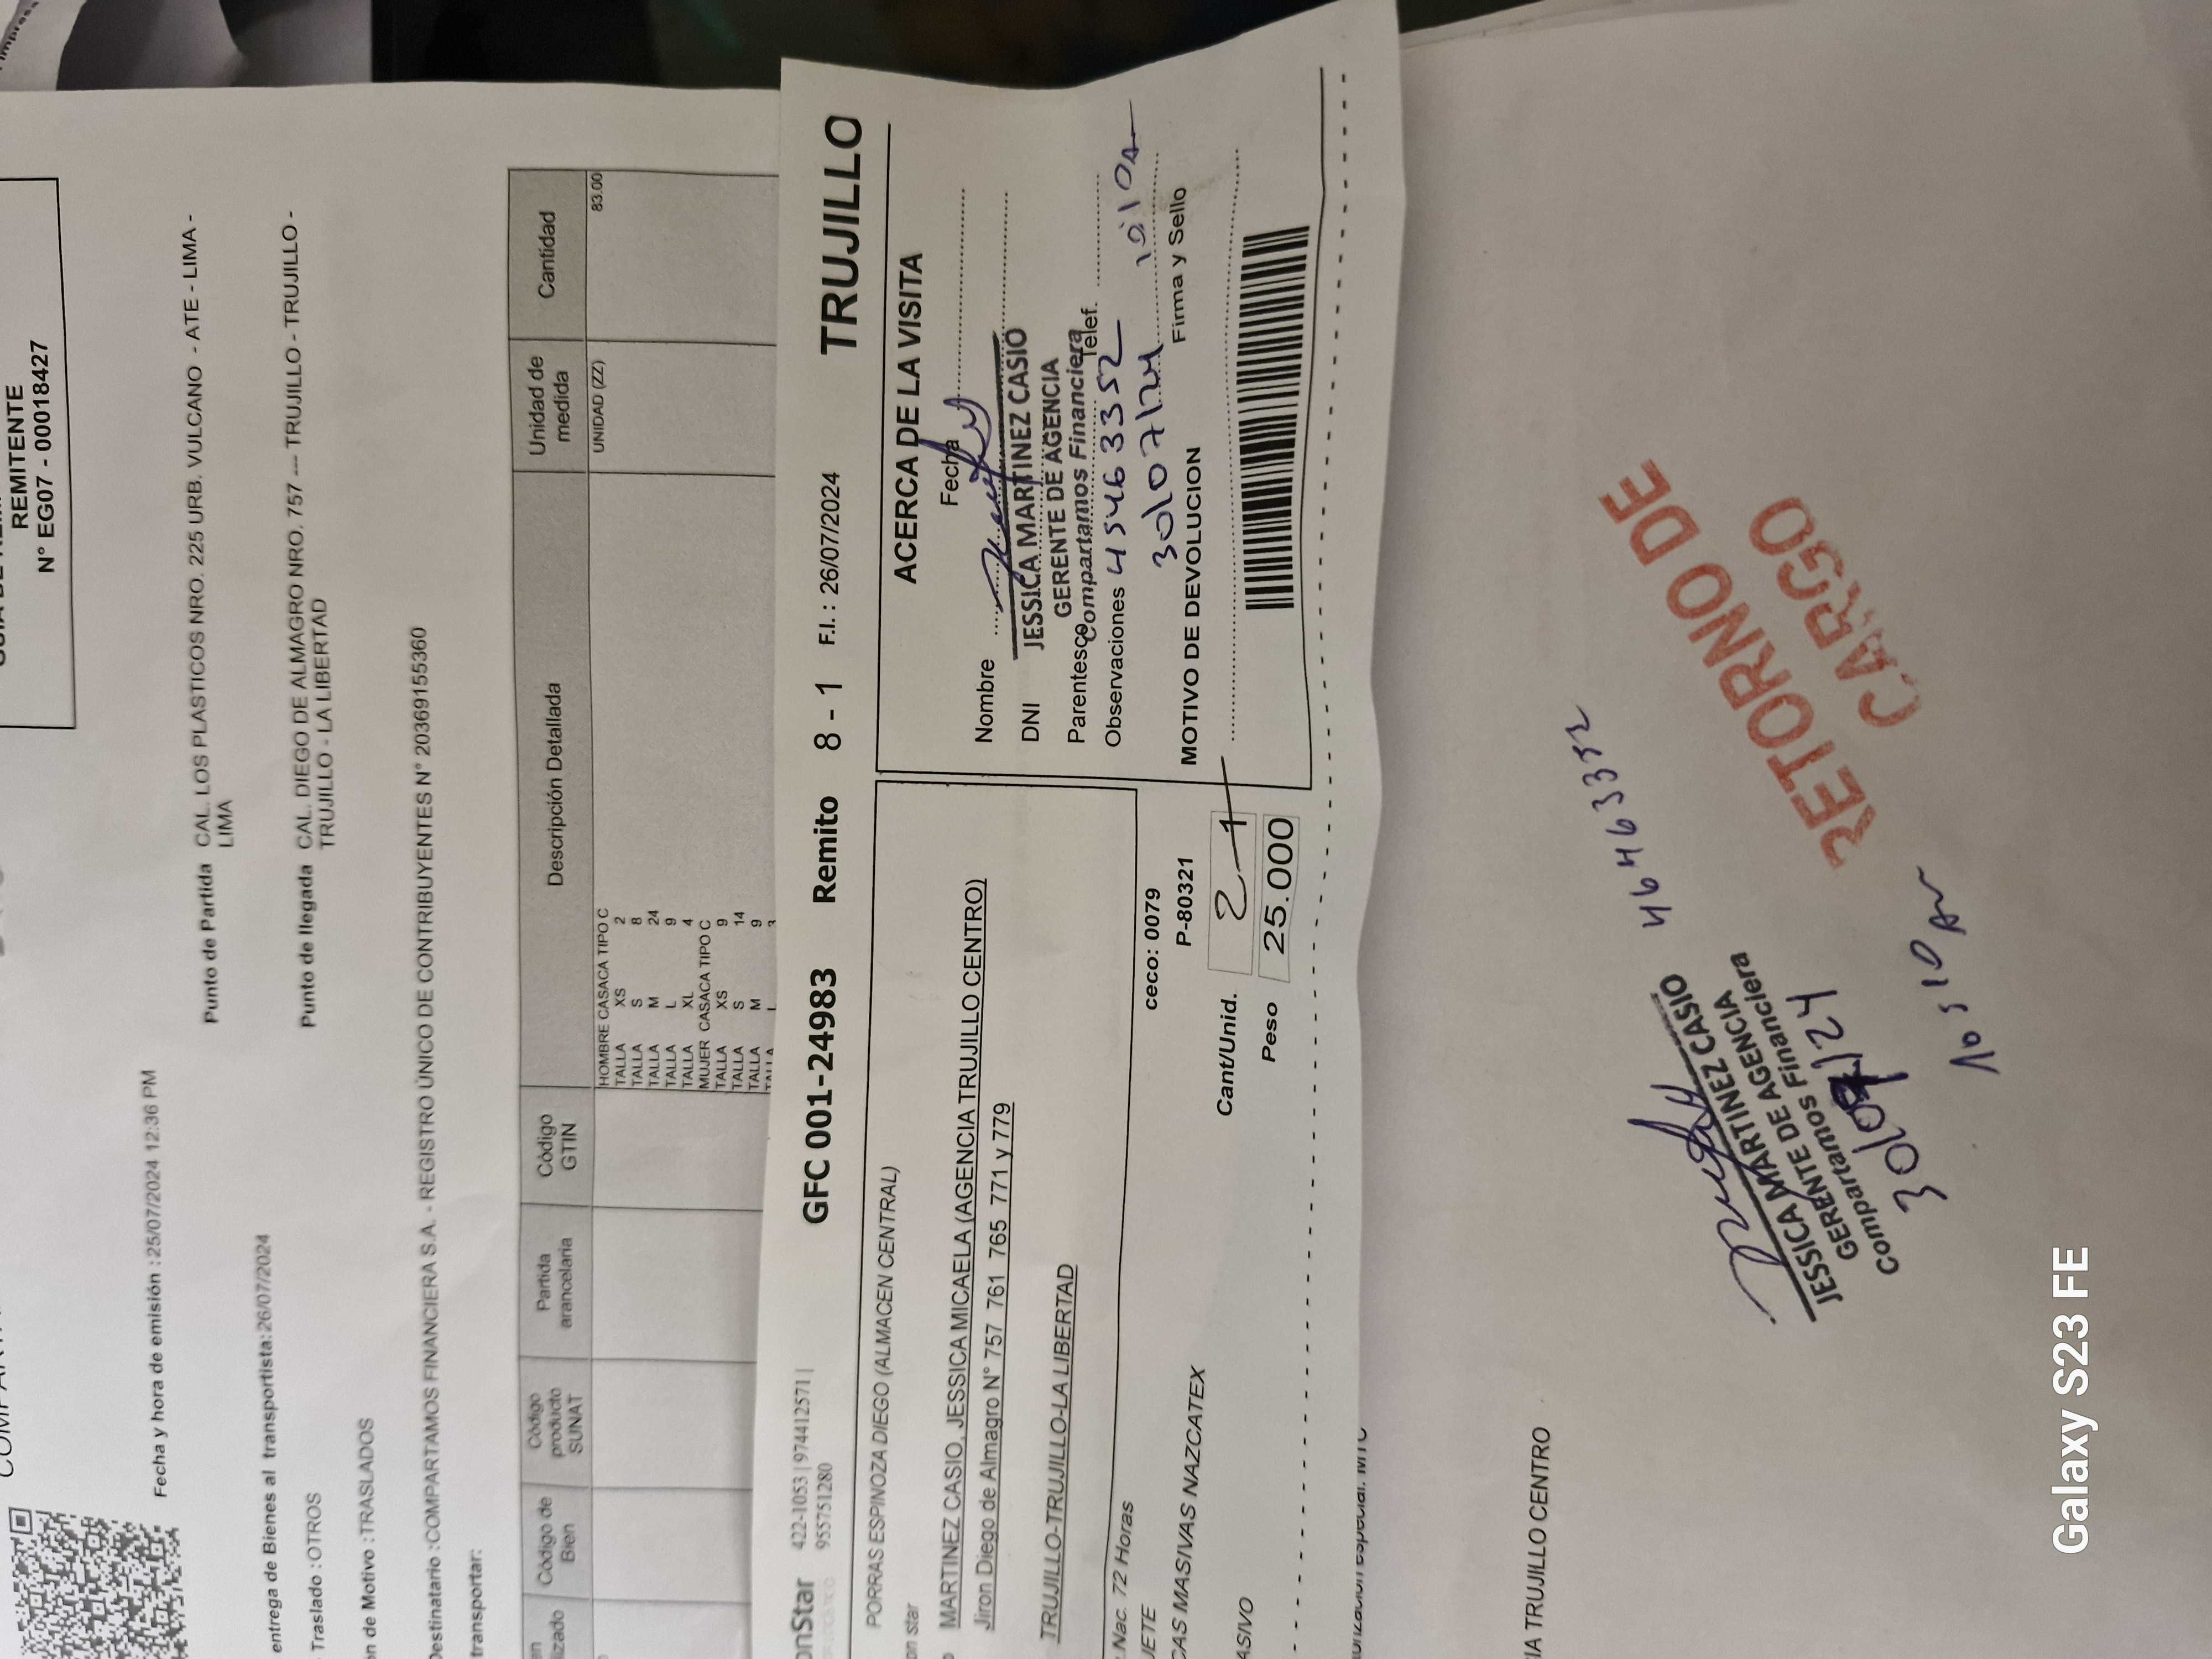 REMITENTE
N° EG07 - 00018427
Fecha y hora de emisión : 25/07/2024 12:36 PM
Punto de Partida CAL. LOS PLASTICOS NRO. 225 URB. VULCANO - ATE - LIMA -
LIMA
entrega de Bienes al transportista: 26/07/2024
Punto de llegada CAL. DIEGO DE ALMAGRO NRO. 757 --- TRUJILLO - TRUJILLO -
TRUJILLO - LA LIBERTAD
Traslado : OTROS
de Motivo : TRASLADOS
Destinatario : COMPARTAMOS FINANCIERA S.A. - REGISTRO ÚNICO DE CONTRIBUYENTES N° 20369155360
transportar:
Código de Bien
Código producto SUNAT
Partida arancelaria
Código GTIN
Descripción Detallada
Unidad de medida
Cantidad
HOMBRE CASACA TIPO C UNIDAD (ZZ) 83.00
TALLA XS 2
TALLA S 8
TALLA M 24
TALLA L 9
TALLA XL 4
MUJER CASACA TIPO C
TALLA XS 9
TALLA S 14
TALLA M 9
422-1053 | 974412571 |
955751280
GFC 001-24983 Remito 8 - 1 F.I. : 26/07/2024 TRUJILLO
PORRAS ESPINOZA DIEGO (ALMACEN CENTRAL)
MARTINEZ CASIO, JESSICA MICAELA (AGENCIA TRUJILLO CENTRO)
Jiron Diego de Almagro N° 757 761 765 771 y 779
TRUJILLO-TRUJILLO-LA LIBERTAD
Nac. 72 Horas
ceco: 0079
P-80321
CAS MASIVAS NAZCATEX
Cant/Unid. 2 1
Peso 25.000
ASIVO
ACERCA DE LA VISITA
Fecha
Nombre
JESSICA MARTINEZ CASIO
DNI
GERENTE DE AGENCIA
Parentesco
Compartamos Financiera
Telef.
Observaciones 45463352
30/07/24
MOTIVO DE DEVOLUCION
Firma y Sello
IA TRUJILLO CENTRO
JESSICA MARTINEZ CASIO
GERENTE DE AGENCIA
Compartamos Financiera
RETORNO DE
CARGO
Galaxy S23 FE